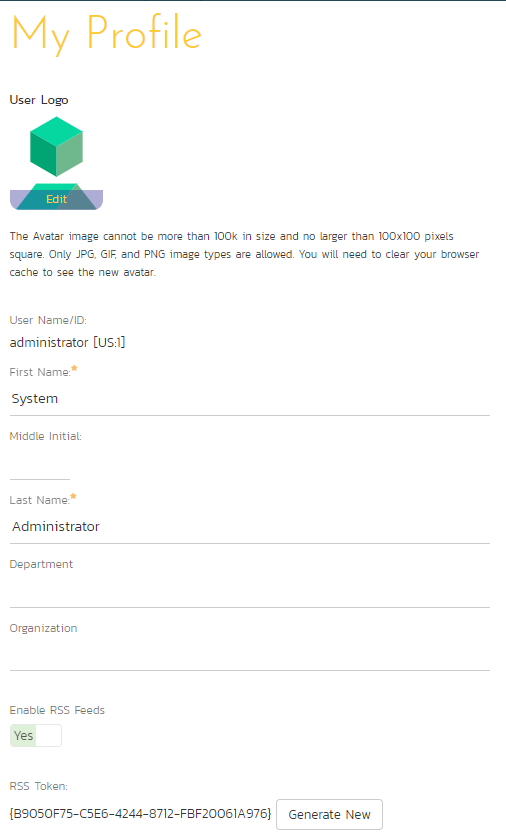 My Profile
User Logo
Edit
The Avatar image cannot be more than 100k in size and no larger than 100x100 pixels
square. Only JPG, GIF, and PNG image types are allowed. You will need to clear your browser
cache to see the new avatar.
User Name/ID:
administrator [US:1]
First Name:*
System
Middle Initial:
Last Name:*
Administrator
Department
Organization
Enable RSS Feeds
Yes
RSS Token:
{B9050F75-C5E6-4244-8712-FBF20061A976} Generate New